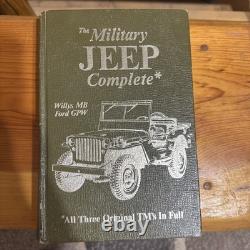 The Military
JEEP
Complete*
Willys MB
Ford GPW
*All Three Original TM's In Full